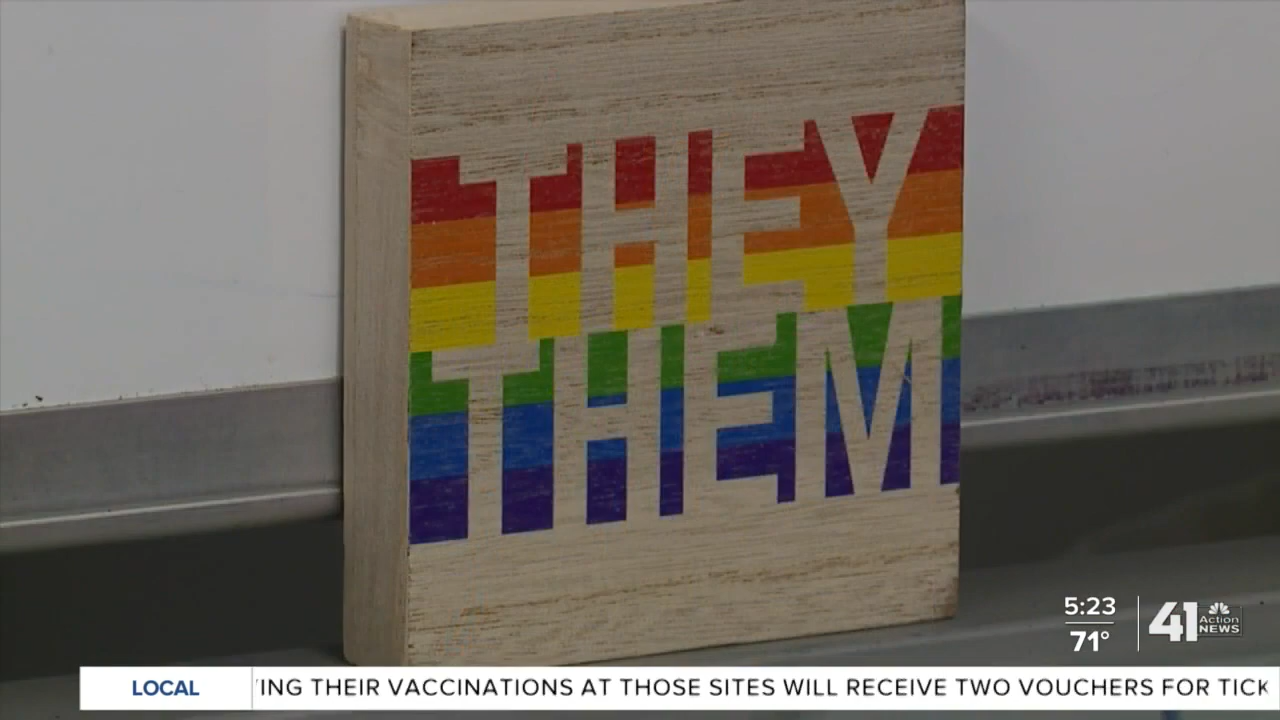 THEY
THEM
5:23
71°
41 Action NEWS
LOCAL
ING THEIR VACCINATIONS AT THOSE SITES WILL RECEIVE TWO VOUCHERS FOR TICK